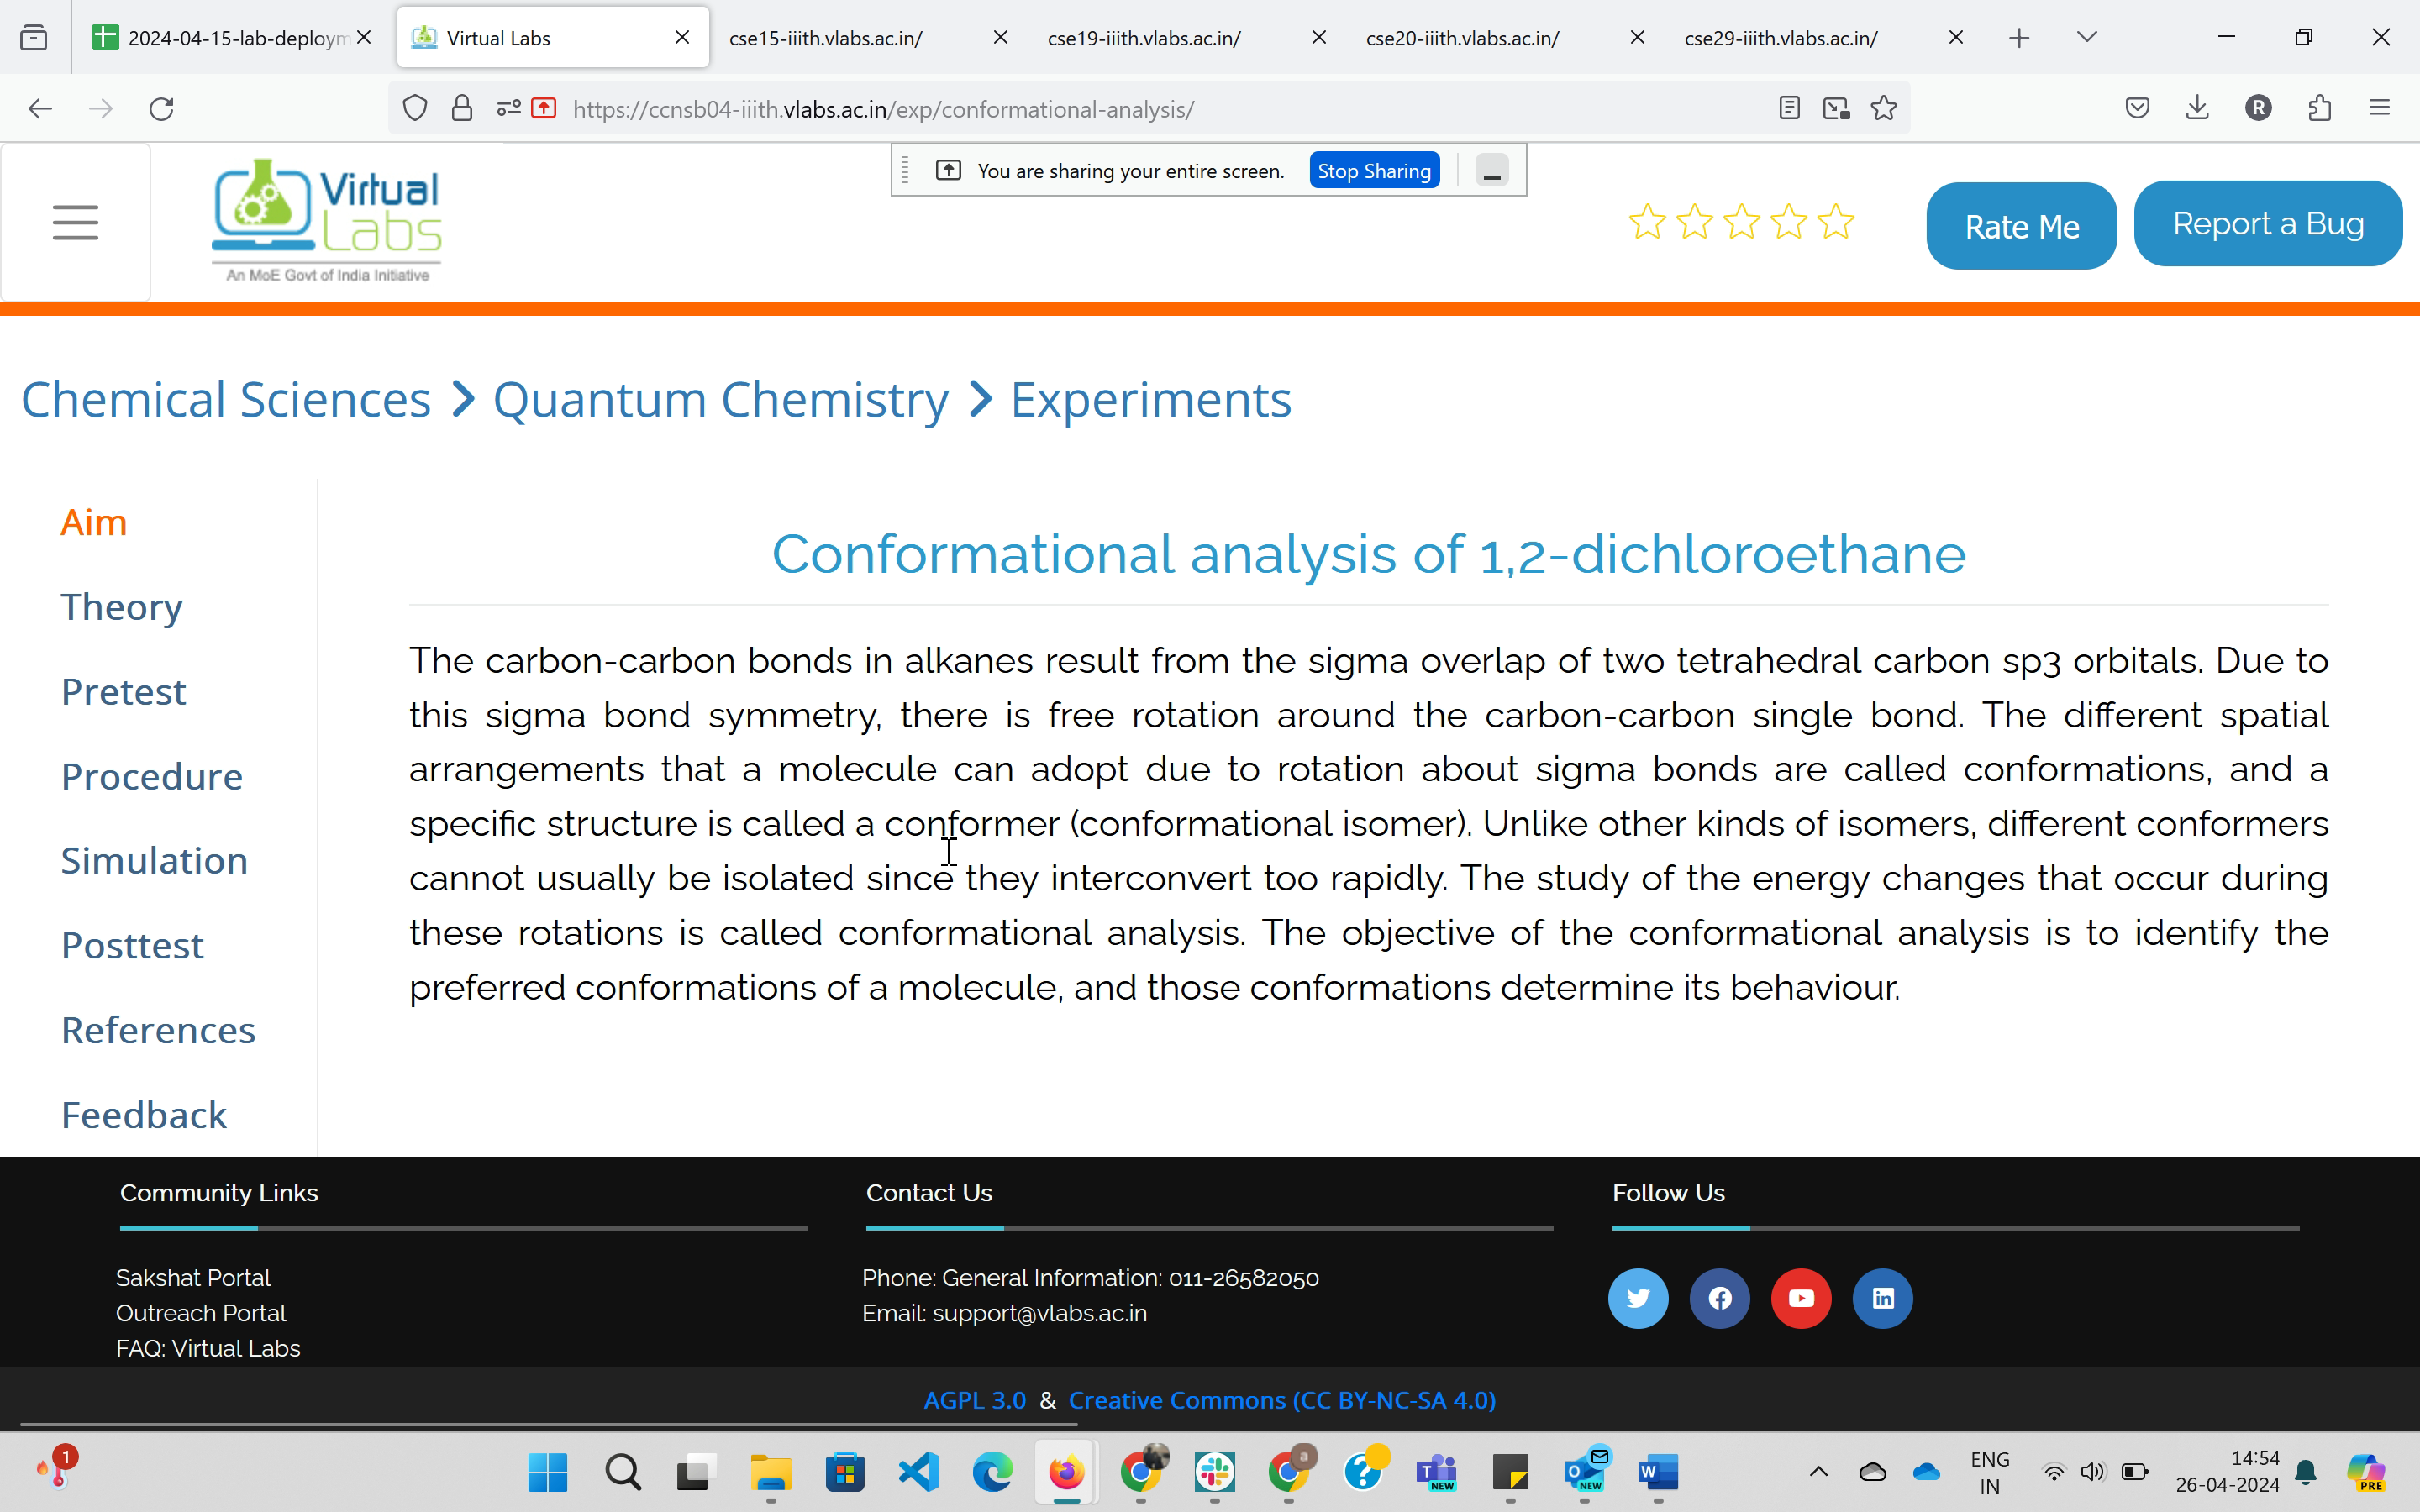 2024-04-15-lab-deploym
Virtual Labs
cse15-iiith.vlabs.ac.in/
cse19-iiith.vlabs.ac.in/
cse20-iiith.vlabs.ac.in/
cse29-iiith.vlabs.ac.in/
https://ccnsb04-iiith.vlabs.ac.in/exp/conformational-analysis/
R
You are sharing your entire screen.
Stop Sharing
Virtual
Labs
An MoE Govt of India Initiative
Rate Me
Report a Bug
Chemical Sciences > Quantum Chemistry > Experiments
Aim
Theory
Pretest
Procedure
Simulation
Posttest
References
Feedback
Conformational analysis of 1,2-dichloroethane
The carbon-carbon bonds in alkanes result from the sigma overlap of two tetrahedral carbon sp3 orbitals. Due to
this sigma bond symmetry, there is free rotation around the carbon-carbon single bond. The different spatial
arrangements that a molecule can adopt due to rotation about sigma bonds are called conformations, and a
specific structure is called a conformer (conformational isomer). Unlike other kinds of isomers, different conformers
cannot usually be isolated since they interconvert too rapidly. The study of the energy changes that occur during
these rotations is called conformational analysis. The objective of the conformational analysis is to identify the
preferred conformations of a molecule, and those conformations determine its behaviour.
Community Links
Sakshat Portal
Outreach Portal
FAQ: Virtual Labs
Contact Us
Phone: General Information: 011-26582050
Email: support@vlabs.ac.in
Follow Us
AGPL 3.0 & Creative Commons (CC BY-NC-SA 4.0)
1
a
T
NEW
O
NEW
W
ENG
IN
14:54
26-04-2024
PRE